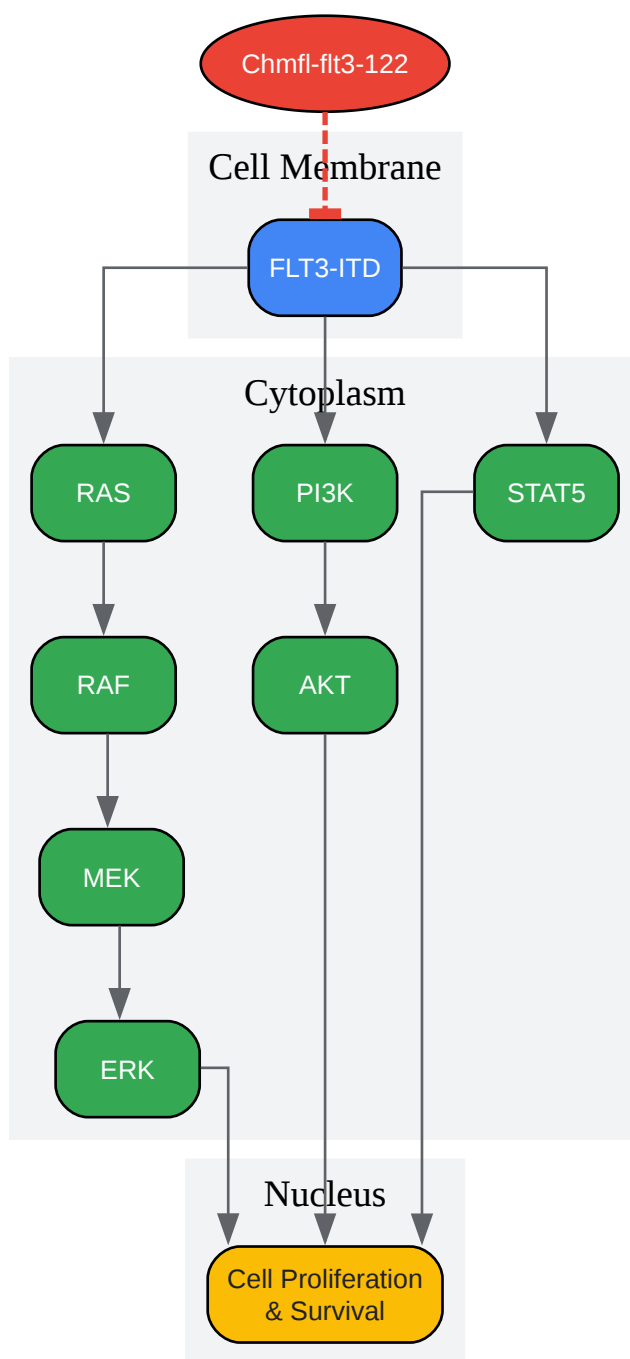 Chmfl-flt3-122
Cell Membrane
FLT3-ITD
Cytoplasm
RAS
PI3K
STAT5
RAF
AKT
MEK
ERK
Nucleus
Cell Proliferation
& Survival